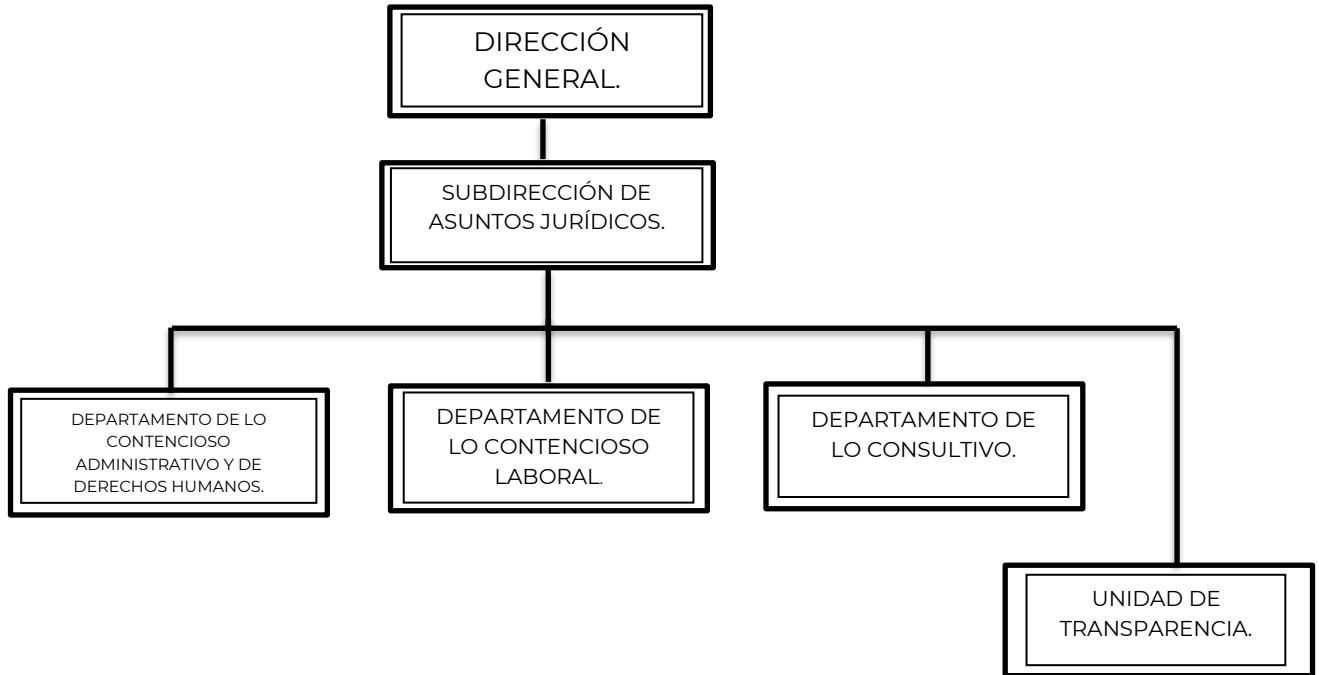 DIRECCIÓN
GENERAL.
SUBDIRECCIÓN DE
ASUNTOS JURÍDICOS.
DEPARTAMENTO DE LO
CONTENCIOSO
ADMINISTRATIVO Y DE
DERECHOS HUMANOS.
DEPARTAMENTO DE
LO CONTENCIOSO
LABORAL.
DEPARTAMENTO DE
LO CONSULTIVO.
UNIDAD DE
TRANSPARENCIA.